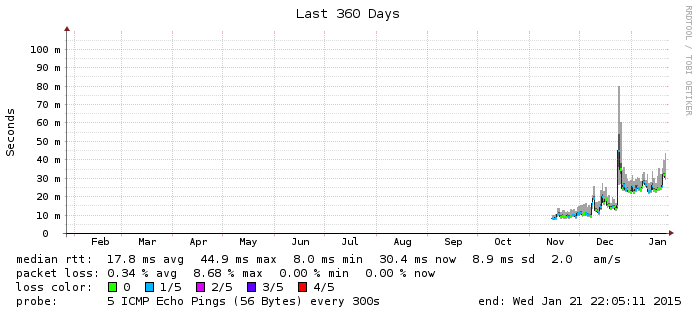 Last 360 Days
RRDTOOL / TOBI OETIKER
Seconds
100 m
90 m
80 m
70 m
60 m
50 m
40 m
30 m
20 m
10 m
0
Feb Mar Apr May Jun Jul Aug Sep Oct Nov Dec Jan
median rtt: 17.8 ms avg 44.9 ms max 8.0 ms min 30.4 ms now 8.9 ms sd 2.0 am/s
packet loss: 0.34 % avg 8.68 % max 0.00 % min 0.00 % now
loss color: 0 1/5 2/5 3/5 4/5
probe: 5 ICMP Echo Pings (56 Bytes) every 300s end: Wed Jan 21 22:05:11 2015